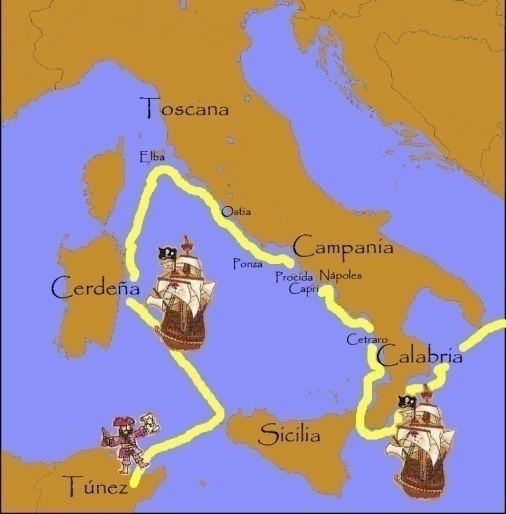 Toscana
Elba
Ostia
Campania
Ponza
Procida Nápoles
Capri
Cerdeña
Cetraro
Calabria
Sicilia
Túnez